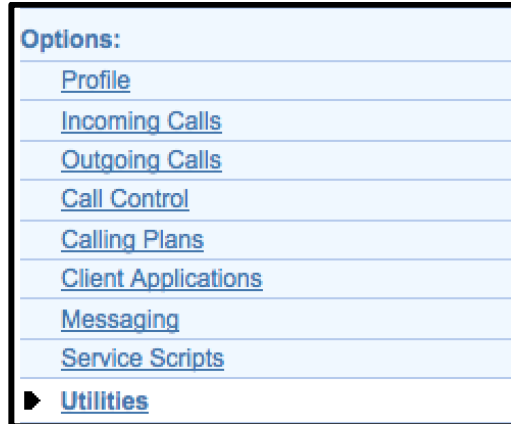 Options:
Profile
Incoming Calls
Outgoing Calls
Call Control
Calling Plans
Client Applications
Messaging
Service Scripts
Utilities